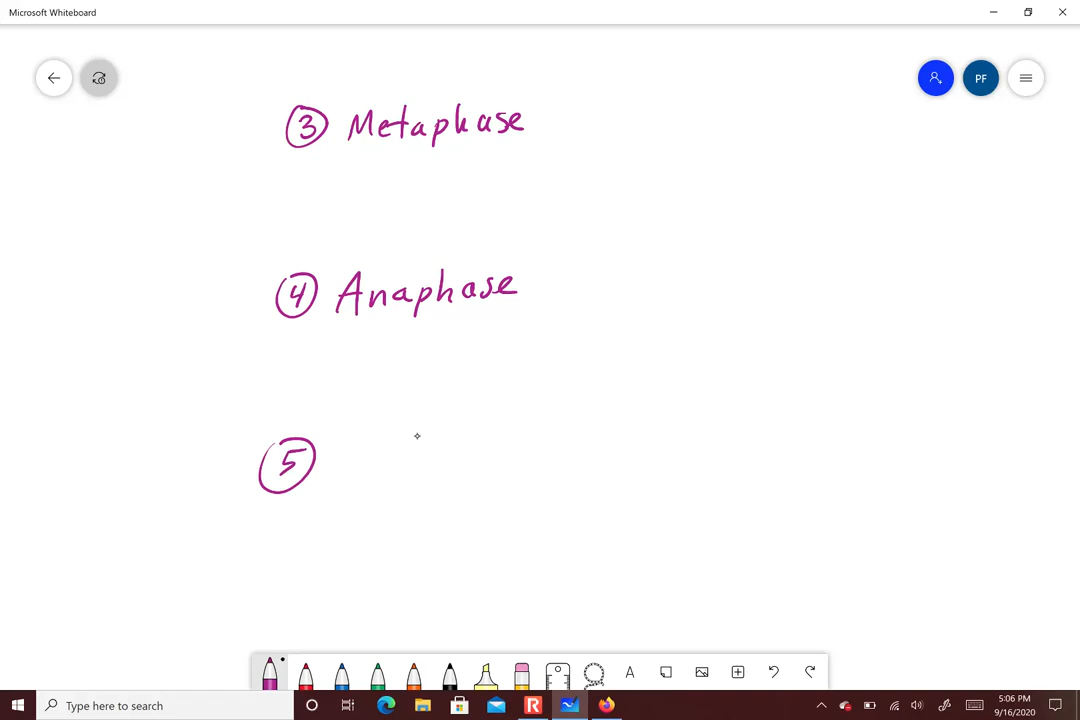 Microsoft Whiteboard
PF
3 Metaphase
4 Anaphase
5
A
Type here to search
R
5:06 PM
9/16/2020